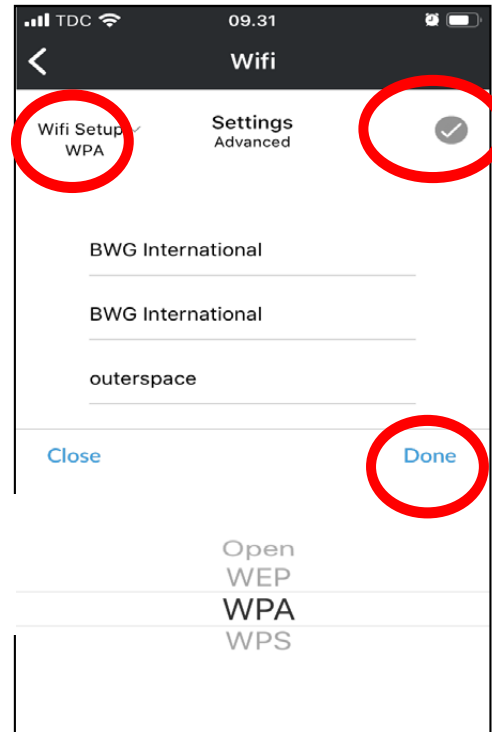 TDC 09.31
Wifi
Wifi Setup
WPA
Settings
Advanced
BWG International
BWG International
outerspace
Close Done
Open
WEP
WPA
WPS